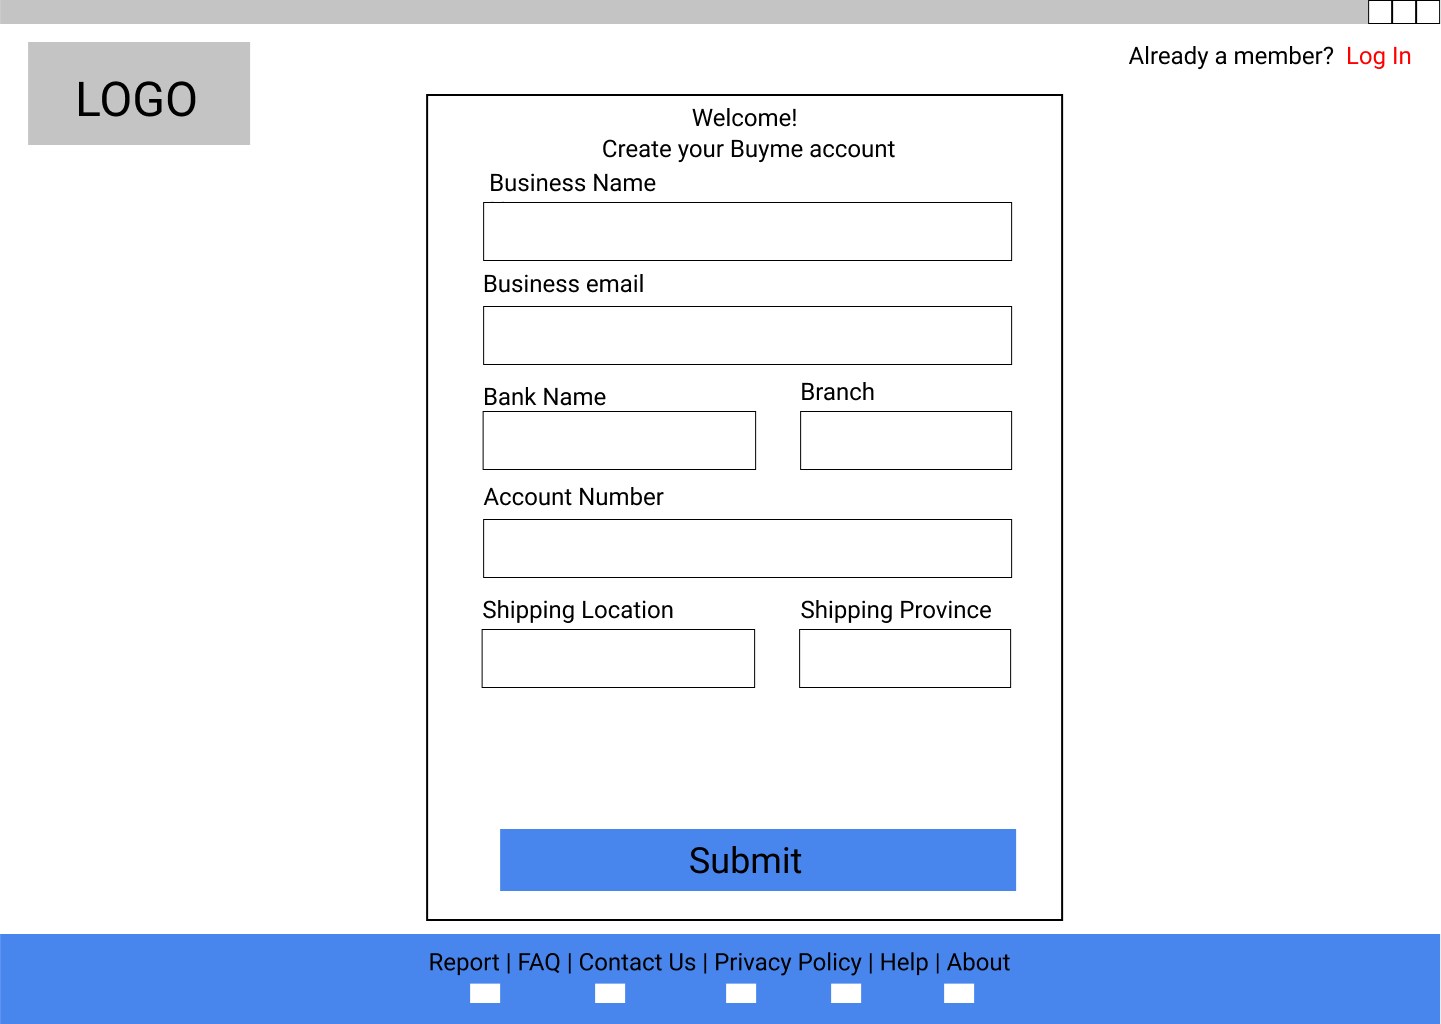 LOGO
Already a member? Log In
Welcome!
Create your Buyme account
Business Name
Business email
Bank Name
Branch
Account Number
Shipping Location
Shipping Province
Submit
Report | FAQ | Contact Us | Privacy Policy | Help | About